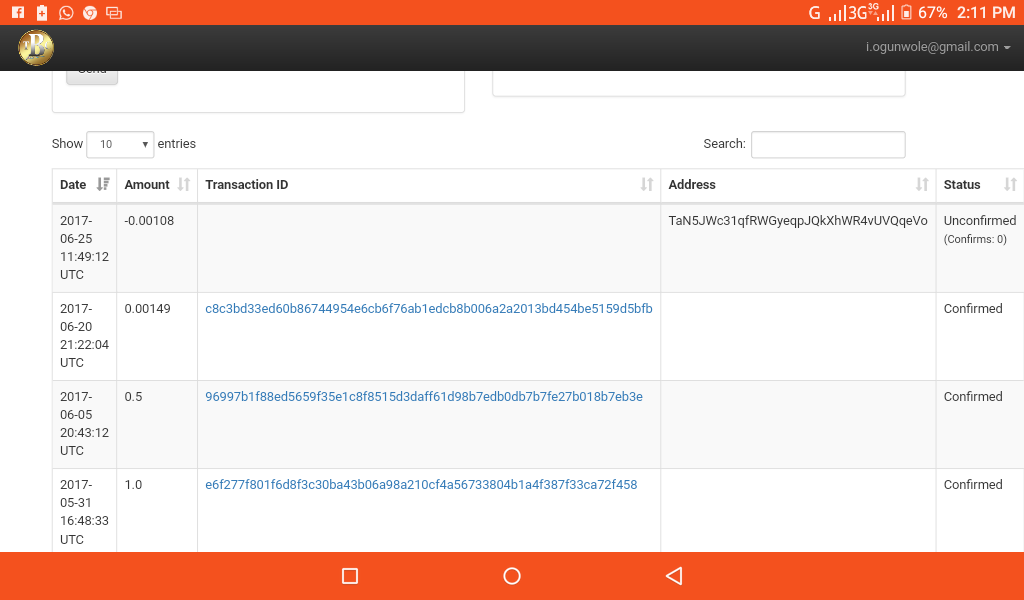 G 3G 3G 67% 2:11 PM
i.ogunwole@gmail.com
Send
Show 10 entries Search:
Date Amount Transaction ID Address Status
2017-06-25 11:49:12 UTC -0.00108 TaN5JWc31qfRWGyeqpJQkXhWR4vUVQqeVo Unconfirmed (Confirms: 0)
2017-06-20 21:22:04 UTC 0.00149 c8c3bd33ed60b86744954e6cb6f76ab1edcb8b006a2a2013bd454be5159d5bfb Confirmed
2017-06-05 20:43:12 UTC 0.5 96997b1f88ed5659f35e1c8f8515d3daff61d98b7edb0db7b7fe27b018b7eb3e Confirmed
2017-05-31 16:48:33 UTC 1.0 e6f277f801f6d8f3c30ba43b06a98a210cf4a56733804b1a4f387f33ca72f458 Confirmed